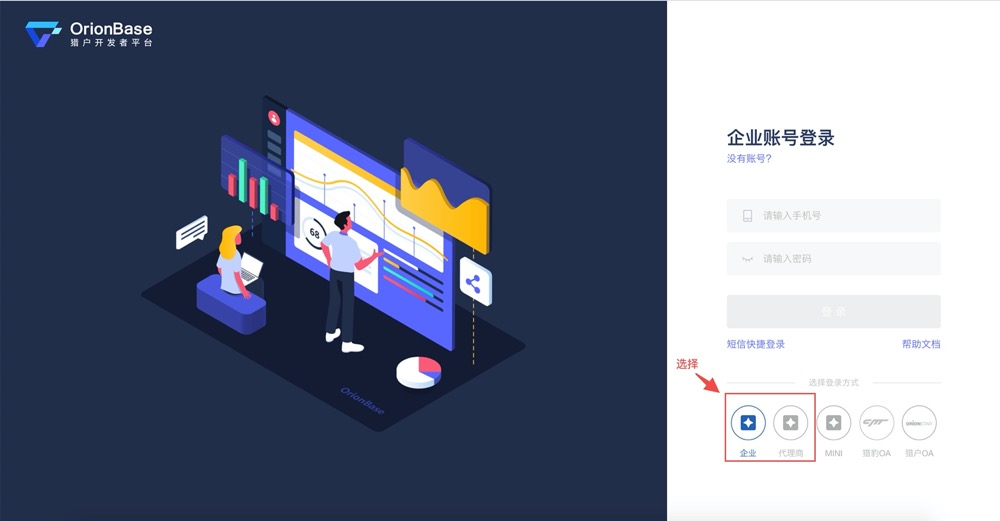 OrionBase
猎户开发者平台
68
OrionBase
企业账号登录
没有账号?
请输入手机号
请输入密码
登录
短信快捷登录
帮助文档
选择
选择登录方式
企业
代理商
MINI
猎豹OA
猎户OA